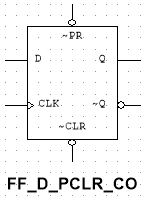 ~PR
D Q
CLK ~Q
~CLR
FF_D_PCLR_CO